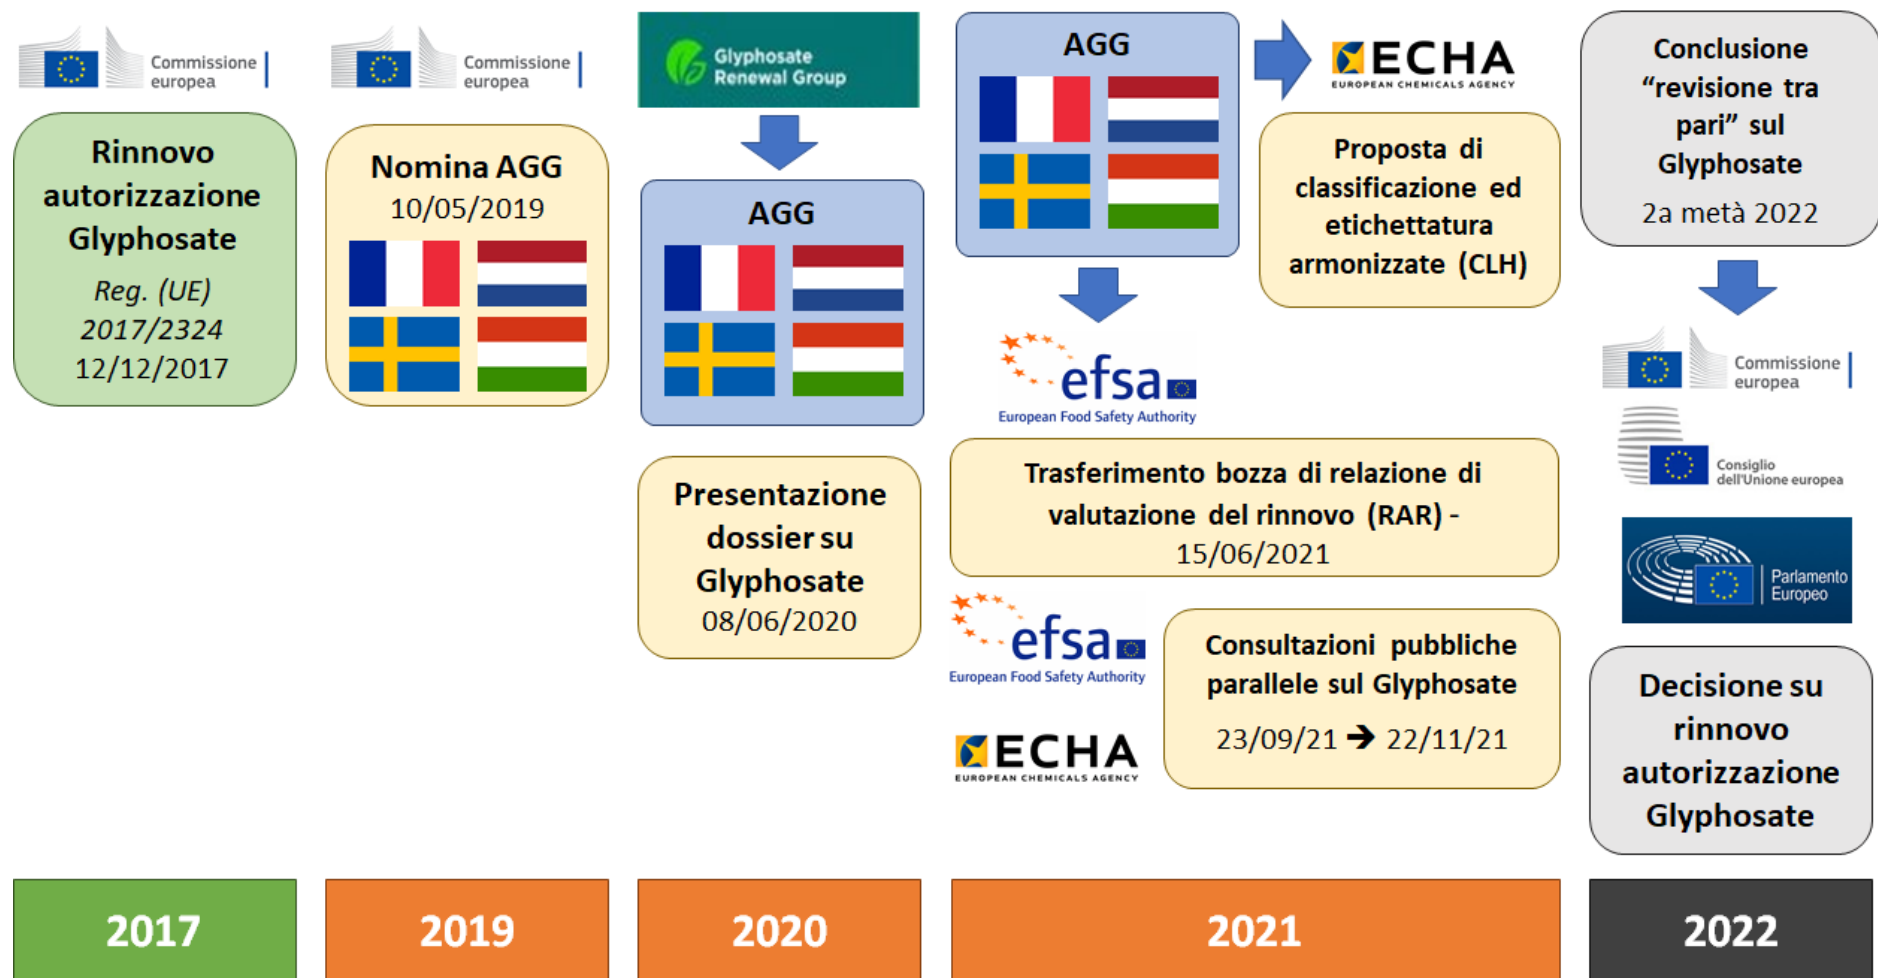 Commissione
europea
Rinnovo
autorizzazione
Glyphosate
Reg. (UE)
2017/2324
12/12/2017
Commissione
europea
Nomina AGG
10/05/2019
Glyphosate
Renewal Group
AGG
Presentazione
dossier su
Glyphosate
08/06/2020
AGG
ECHA
EUROPEAN CHEMICALS AGENCY
Proposta di
classificazione ed
etichettatura
armonizzate (CLH)
efsa
European Food Safety Authority
Trasferimento bozza di relazione di
valutazione del rinnovo (RAR) -
15/06/2021
efsa
European Food Safety Authority
ECHA
EUROPEAN CHEMICALS AGENCY
Consultazioni pubbliche
parallele sul Glyphosate
23/09/21 → 22/11/21
Conclusione
“revisione tra
pari” sul
Glyphosate
2a metà 2022
Commissione
europea
Consiglio
dell'Unione europea
Parlamento
Europeo
Decisione su
rinnovo
autorizzazione
Glyphosate
2017
2019
2020
2021
2022